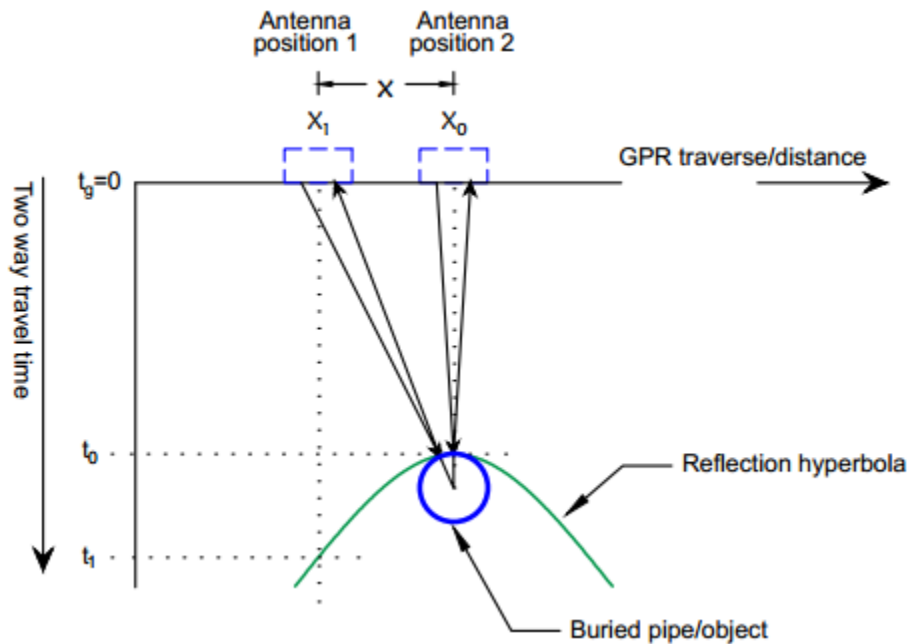 Antenna
position 1
Antenna
position 2
X
X₁
X₀
GPR traverse/distance
t_g=0
Two way travel time
t₀
Reflection hyperbola
t₁
Buried pipe/object